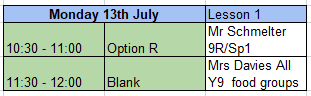 Monday 13th July Lesson 1
10:30 - 11:00 Option R Mr Schmelter
9R/Sp1
11:30 - 12:00 Blank Mrs Davies All
Y9 food groups